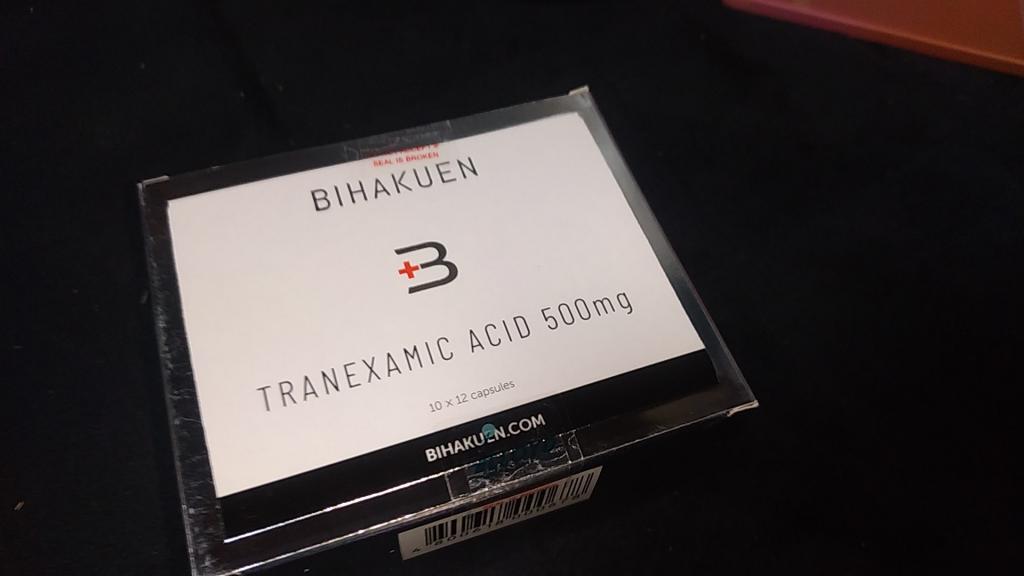 SEAL IS BROKEN
BIHAKUEN
B
TRANEXAMIC ACID 500mg
10 x 12 capsules
BIHAKUEN.COM